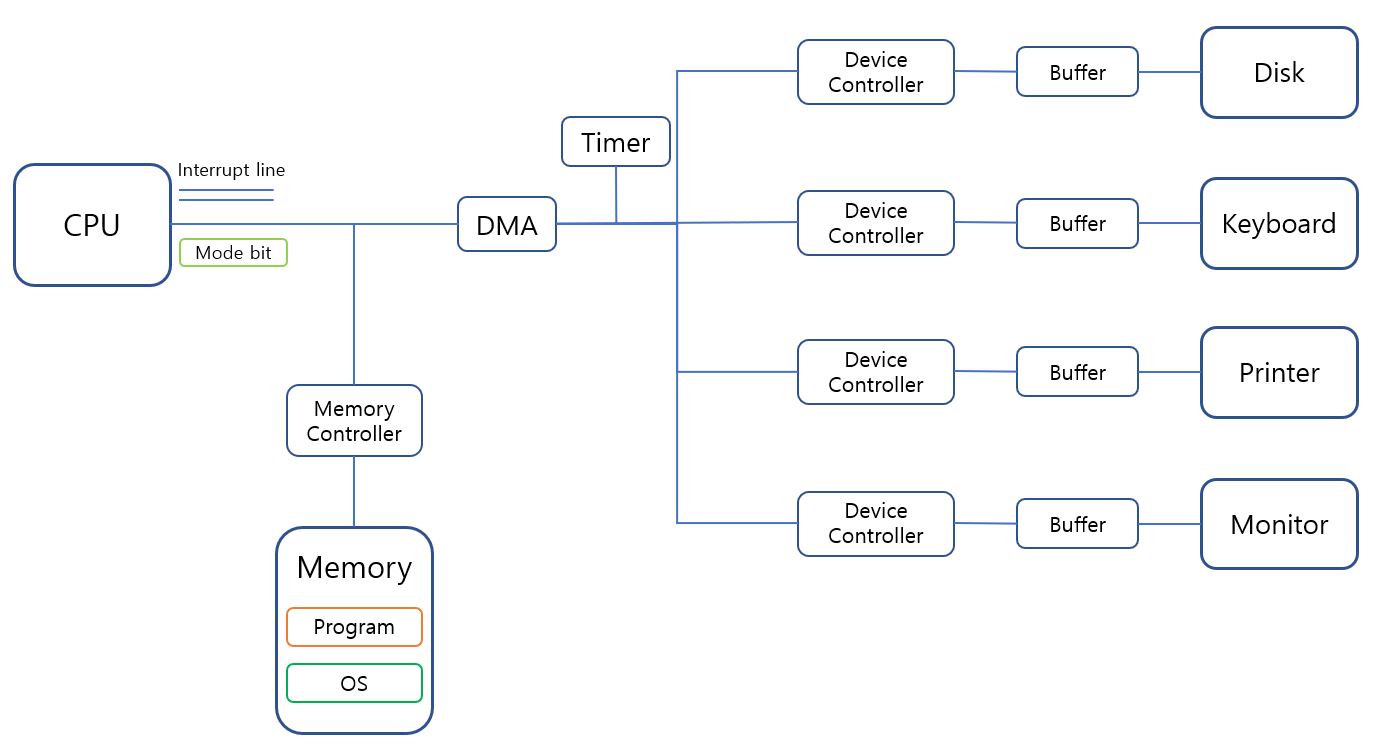 Device
Controller
Buffer
Disk
Timer
Interrupt line
CPU
Mode bit
DMA
Device
Controller
Buffer
Keyboard
Device
Controller
Buffer
Printer
Memory
Controller
Device
Controller
Buffer
Monitor
Memory
Program
OS